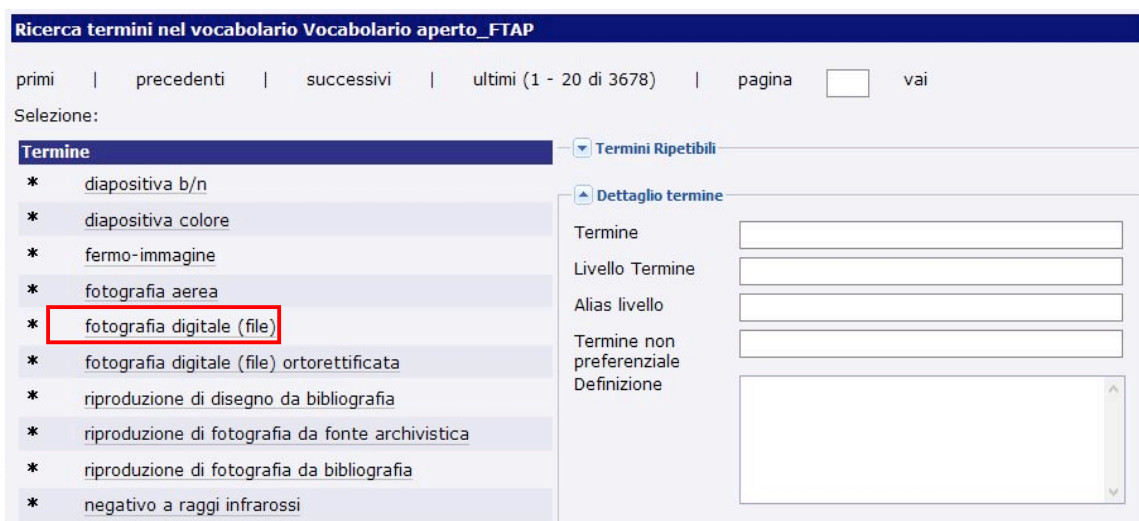 Ricerca termini nel vocabolario Vocabolario aperto_FTAP
primi | precedenti | successivi | ultimi (1 - 20 di 3678) | pagina vai
Selezione:
Termine
* diapositiva b/n
* diapositiva colore
* fermo-immagine
* fotografia aerea
* fotografia digitale (file)
* fotografia digitale (file) ortorettificata
* riproduzione di disegno da bibliografia
* riproduzione di fotografia da fonte archivistica
* riproduzione di fotografia da bibliografia
* negativo a raggi infrarossi
Termini Ripetibili
Dettaglio termine
Termine
Livello Termine
Alias livello
Termine non
preferenziale
Definizione